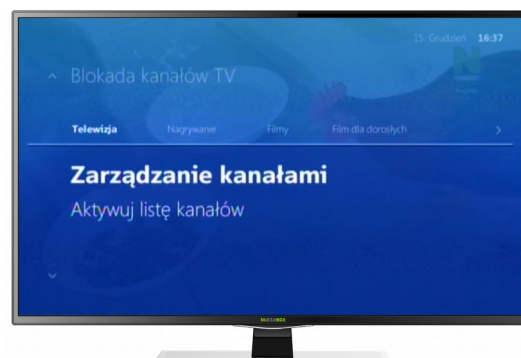 15. Grudzień 16:37
Blokada kanałów TV
Telewizja Nagrywanie Filmy Film dla dorosłych
Zarządzanie kanałami
Aktywuj listę kanałów